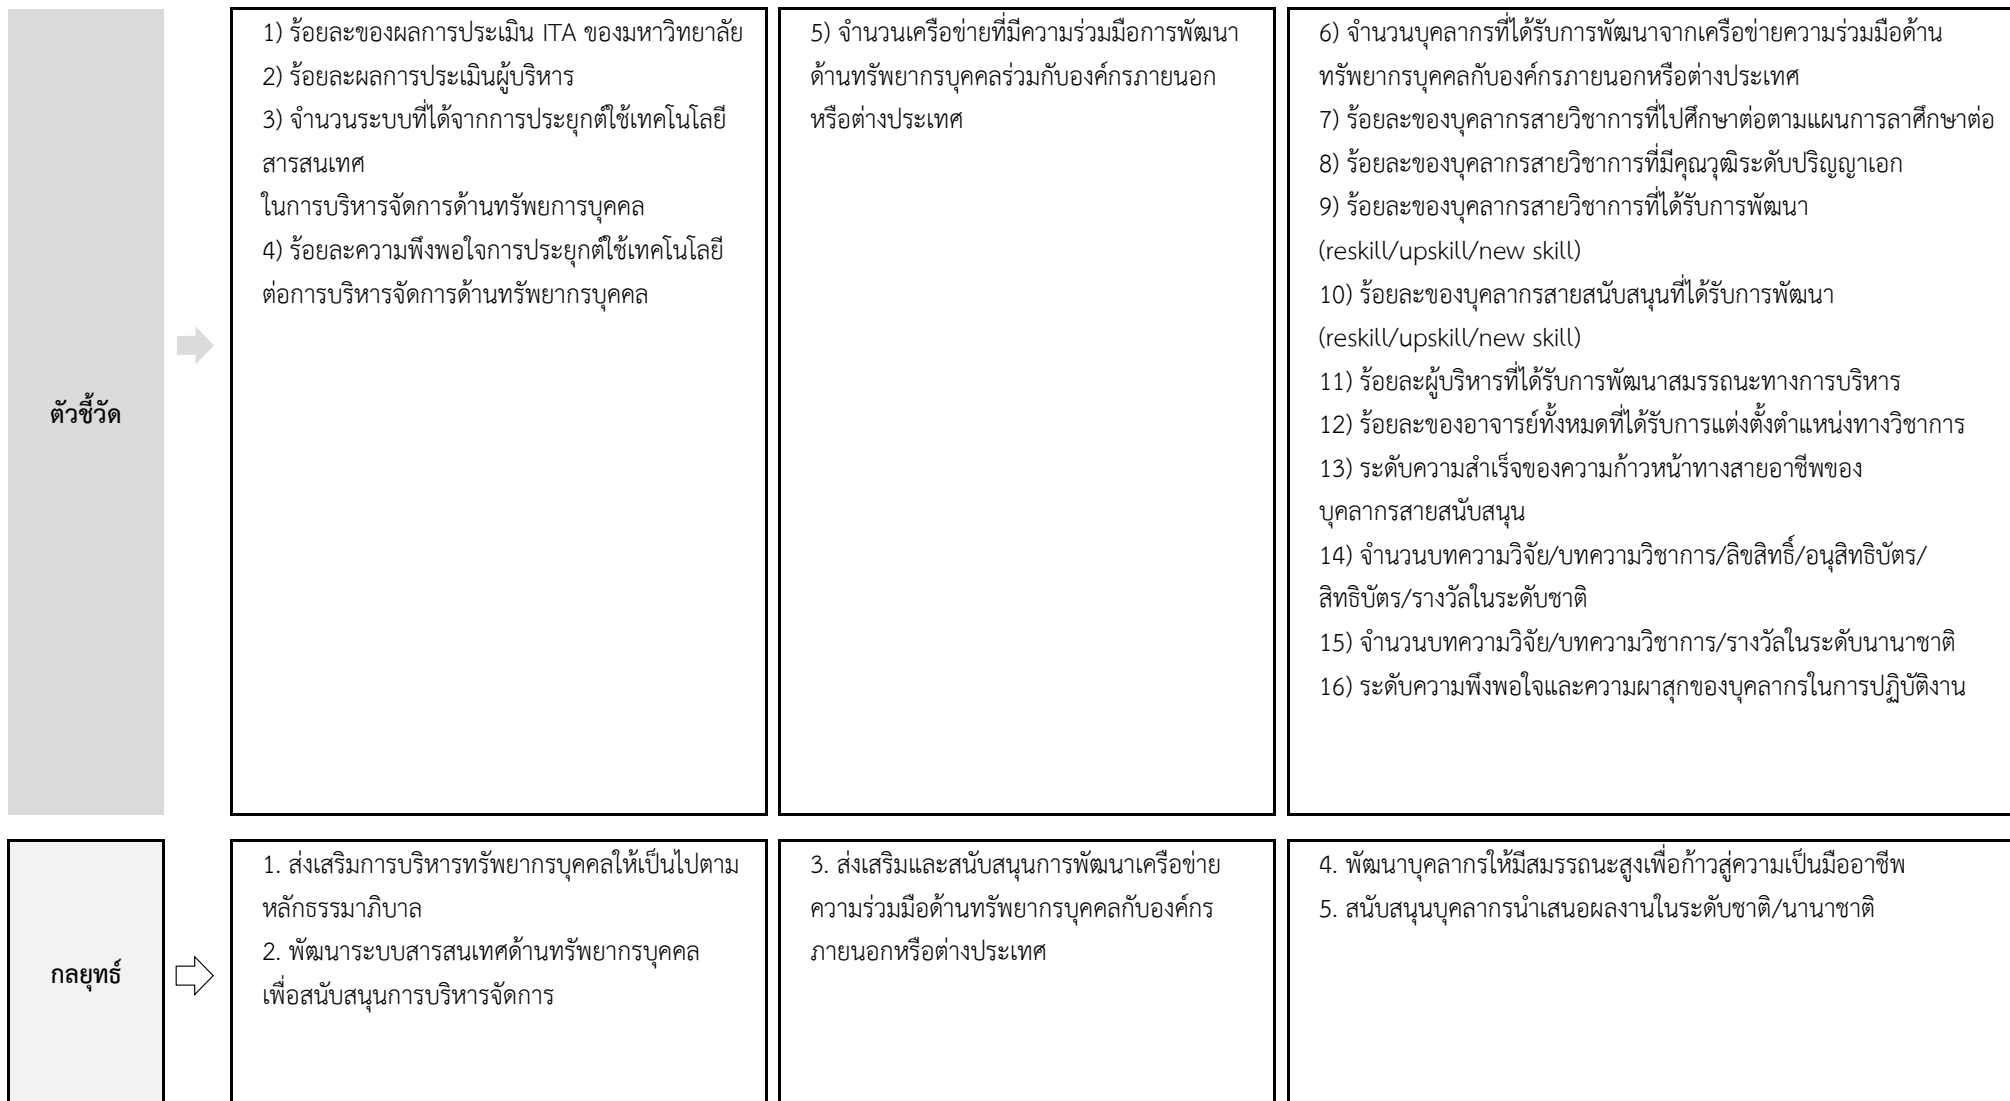 ตัวชี้วัด
1) ร้อยละของผลการประเมิน ITA ของมหาวิทยาลัย
2) ร้อยละผลการประเมินผู้บริหาร
3) จำนวนระบบที่ได้จากการประยุกต์ใช้เทคโนโลยี
สารสนเทศ
ในการบริหารจัดการด้านทรัพยการบุคคล
4) ร้อยละความพึงพอใจการประยุกต์ใช้เทคโนโลยี
ต่อการบริหารจัดการด้านทรัพยากรบุคคล
5) จำนวนเครือข่ายที่มีความร่วมมือการพัฒนา
ด้านทรัพยากรบุคคลร่วมกับองค์กรภายนอก
หรือต่างประเทศ
6) จำนวนบุคลากรที่ได้รับการพัฒนาจากเครือข่ายความร่วมมือด้าน
ทรัพยากรบุคคลกับองค์กรภายนอกหรือต่างประเทศ
7) ร้อยละของบุคลากรสายวิชาการที่ไปศึกษาต่อตามแผนการลาศึกษาต่อ
8) ร้อยละของบุคลากรสายวิชาการที่มีคุณวุฒิระดับปริญญาเอก
9) ร้อยละของบุคลากรสายวิชาการที่ได้รับการพัฒนา
(reskill/upskill/new skill)
10) ร้อยละของบุคลากรสายสนับสนุนที่ได้รับการพัฒนา
(reskill/upskill/new skill)
11) ร้อยละผู้บริหารที่ได้รับการพัฒนาสมรรถนะทางการบริหาร
12) ร้อยละของอาจารย์ทั้งหมดที่ได้รับการแต่งตั้งตำแหน่งทางวิชาการ
13) ระดับความสำเร็จของความก้าวหน้าทางสายอาชีพของ
บุคลากรสายสนับสนุน
14) จำนวนบทความวิจัย/บทความวิชาการ/ลิขสิทธิ์/อนุสิทธิบัตร/
สิทธิบัตร/รางวัลในระดับชาติ
15) จำนวนบทความวิจัย/บทความวิชาการ/รางวัลในระดับนานาชาติ
16) ระดับความพึงพอใจและความผาสุกของบุคลากรในการปฏิบัติงาน
กลยุทธ์
1. ส่งเสริมการบริหารทรัพยากรบุคคลให้เป็นไปตาม
หลักธรรมาภิบาล
2. พัฒนาระบบสารสนเทศด้านทรัพยากรบุคคล
เพื่อสนับสนุนการบริหารจัดการ
3. ส่งเสริมและสนับสนุนการพัฒนาเครือข่าย
ความร่วมมือด้านทรัพยากรบุคคลกับองค์กร
ภายนอกหรือต่างประเทศ
4. พัฒนาบุคลากรให้มีสมรรถนะสูงเพื่อก้าวสู่ความเป็นมืออาชีพ
5. สนับสนุนบุคลากรนำเสนอผลงานในระดับชาติ/นานาชาติ